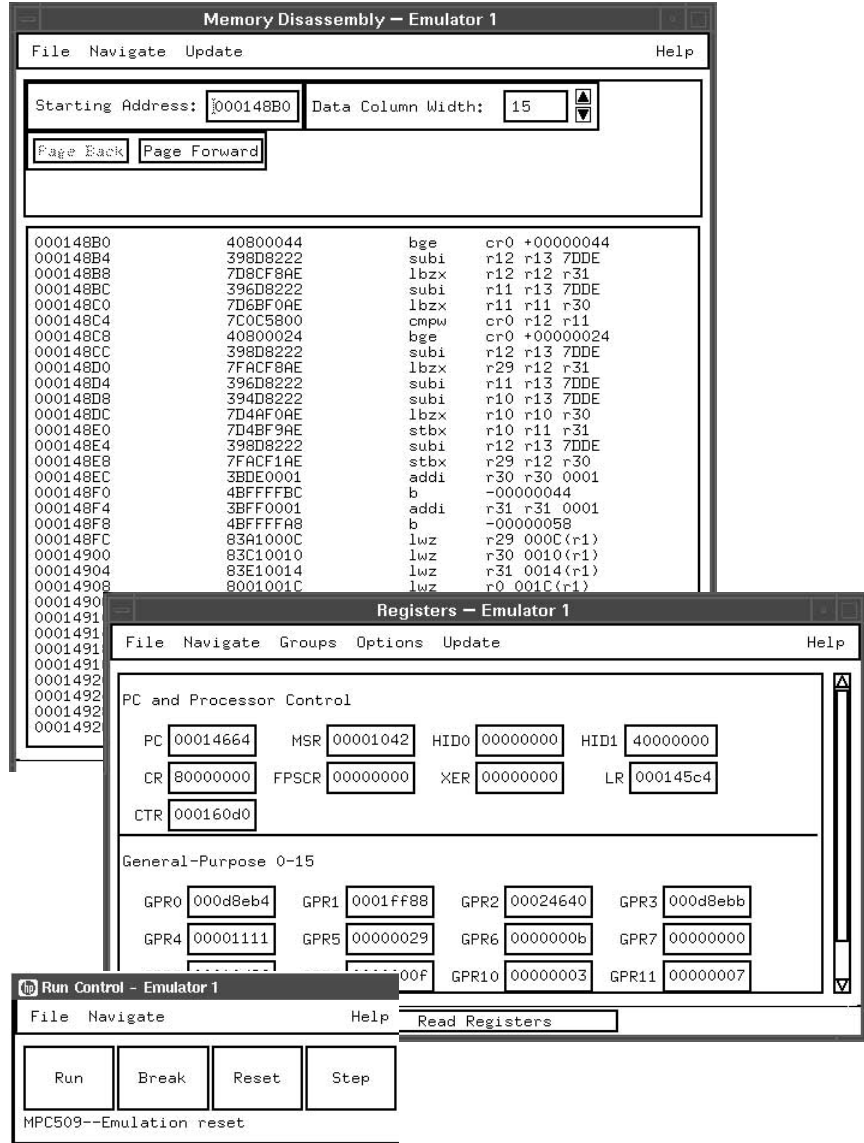 Memory Disassembly — Emulator 1
File Navigate Update Help
Starting Address: 000148B0 Data Column Width: 15
Page Back Page Forward
000148B0 40800044 bge cr0 +00000044
000148B4 398D8222 subi r12 r13 7DDE
000148B8 7D8CF8AE lbzx r12 r12 r31
000148BC 396D8222 subi r11 r13 7DDE
000148C0 7D6BF0AE lbzx r11 r11 r30
000148C4 7C0C5800 cmpw cr0 r12 r11
000148C8 40800024 bge cr0 +00000024
000148CC 398D8222 subi r12 r13 7DDE
000148D0 7FACF8AE lbzx r29 r12 r31
000148D4 396D8222 subi r11 r13 7DDE
000148D8 394D8222 subi r10 r13 7DDE
000148DC 7D4AF0AE lbzx r10 r10 r30
000148E0 7D4BF9AE stbx r10 r11 r31
000148E4 398D8222 subi r12 r13 7DDE
000148E8 7FACF1AE stbx r29 r12 r30
000148EC 3BDE0001 addi r30 r30 0001
000148F0 4BFFFFBC b -00000044
000148F4 3BFF0001 addi r31 r31 0001
000148F8 4BFFFFA8 b -00000058
000148FC 83A1000C lwz r29 000C(r1)
00014900 83C10010 lwz r30 0010(r1)
00014904 83E10014 lwz r31 0014(r1)
00014908 8001001C lwz r0 001C(r1)
Registers — Emulator 1
File Navigate Groups Options Update Help
PC and Processor Control
PC 00014664 MSR 00001042 HID0 00000000 HID1 40000000
CR 80000000 FPSCR 00000000 XER 00000000 LR 000145c4
CTR 000160d0
General-Purpose 0-15
GPR0 000d8eb4 GPR1 0001ff88 GPR2 00024640 GPR3 000d8ebb
GPR4 00001111 GPR5 00000029 GPR6 0000000b GPR7 00000000
GPR10 00000003 GPR11 00000007
Read Registers
hp Run Control - Emulator 1
File Navigate Help
Run Break Reset Step
MPC509--Emulation reset